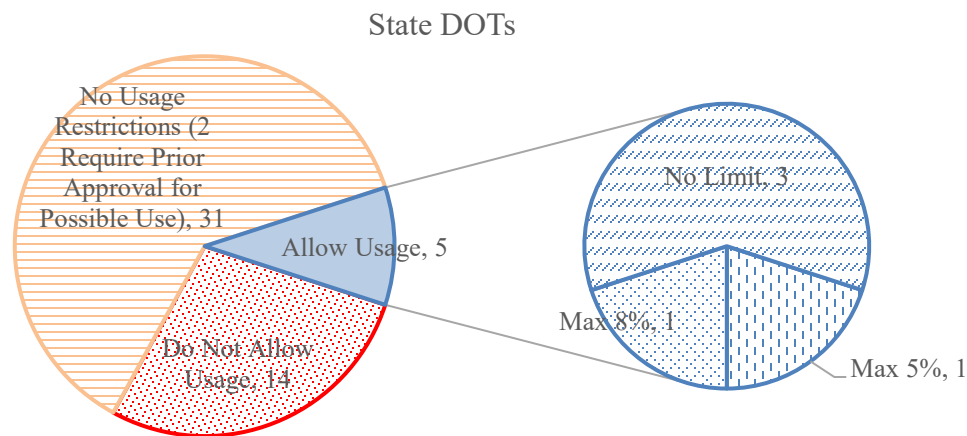 State DOTs
No Usage
Restrictions (2
Require Prior
Approval for
Possible Use), 31
Allow Usage, 5
Do Not Allow
Usage, 14
No Limit, 3
Max 8%, 1
Max 5%, 1